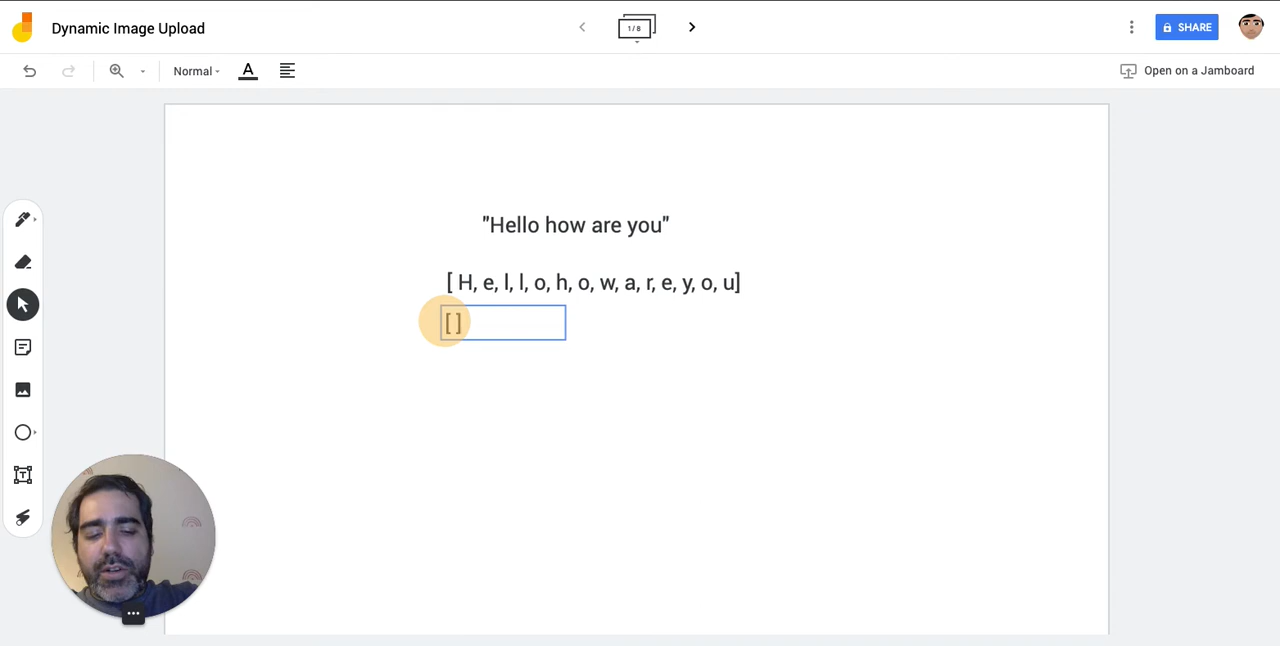 Dynamic Image Upload
1/8
SHARE
Normal
A
Open on a Jamboard
"Hello how are you"
[ H, e, l, l, o, h, o, w, a, r, e, y, o, u]
[ ]
T